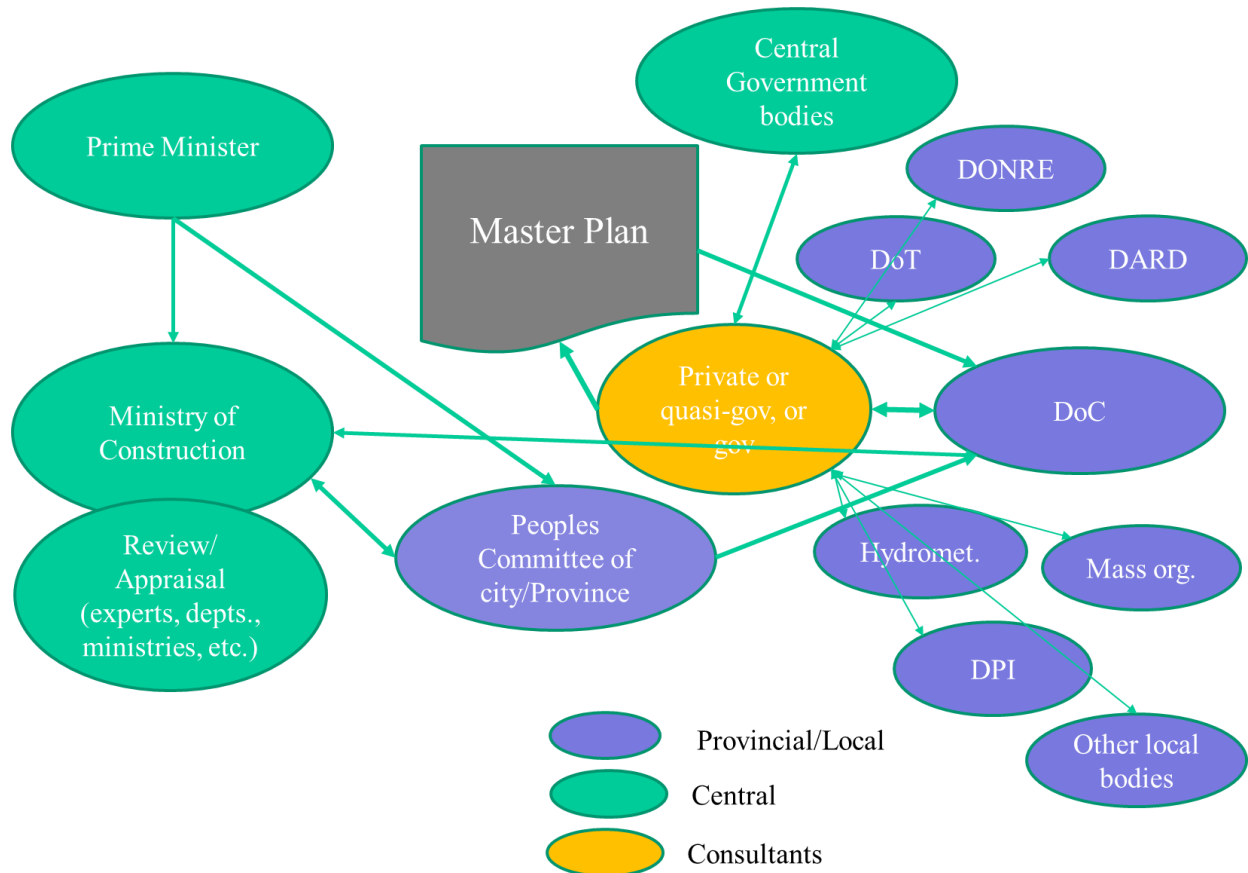 Central
Government
bodies
Prime Minister
DONRE
Master Plan
DoT
DARD
Private or
quasi-gov, or
gov
DoC
Ministry of
Construction
Peoples
Committee of
city/Province
Review/
Appraisal
(experts, depts.,
ministries, etc.)
Hydromet.
Mass org.
DPI
Other local
bodies
Provincial/Local
Central
Consultants